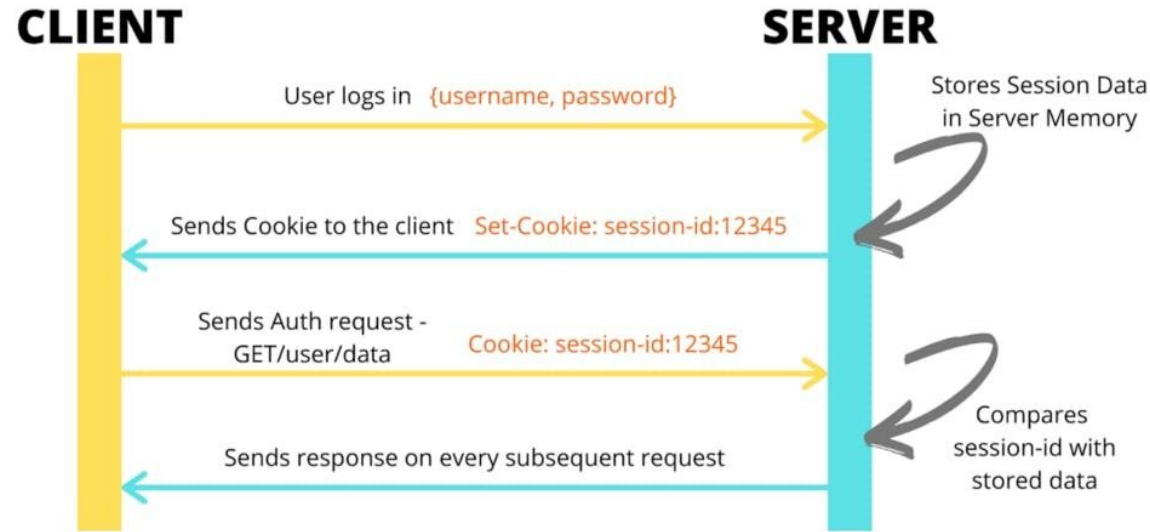 CLIENT
SERVER
User logs in {username, password}
Stores Session Data
in Server Memory
Sends Cookie to the client Set-Cookie: session-id:12345
Sends Auth request -
GET/user/data
Cookie: session-id:12345
Compares
session-id with
stored data
Sends response on every subsequent request